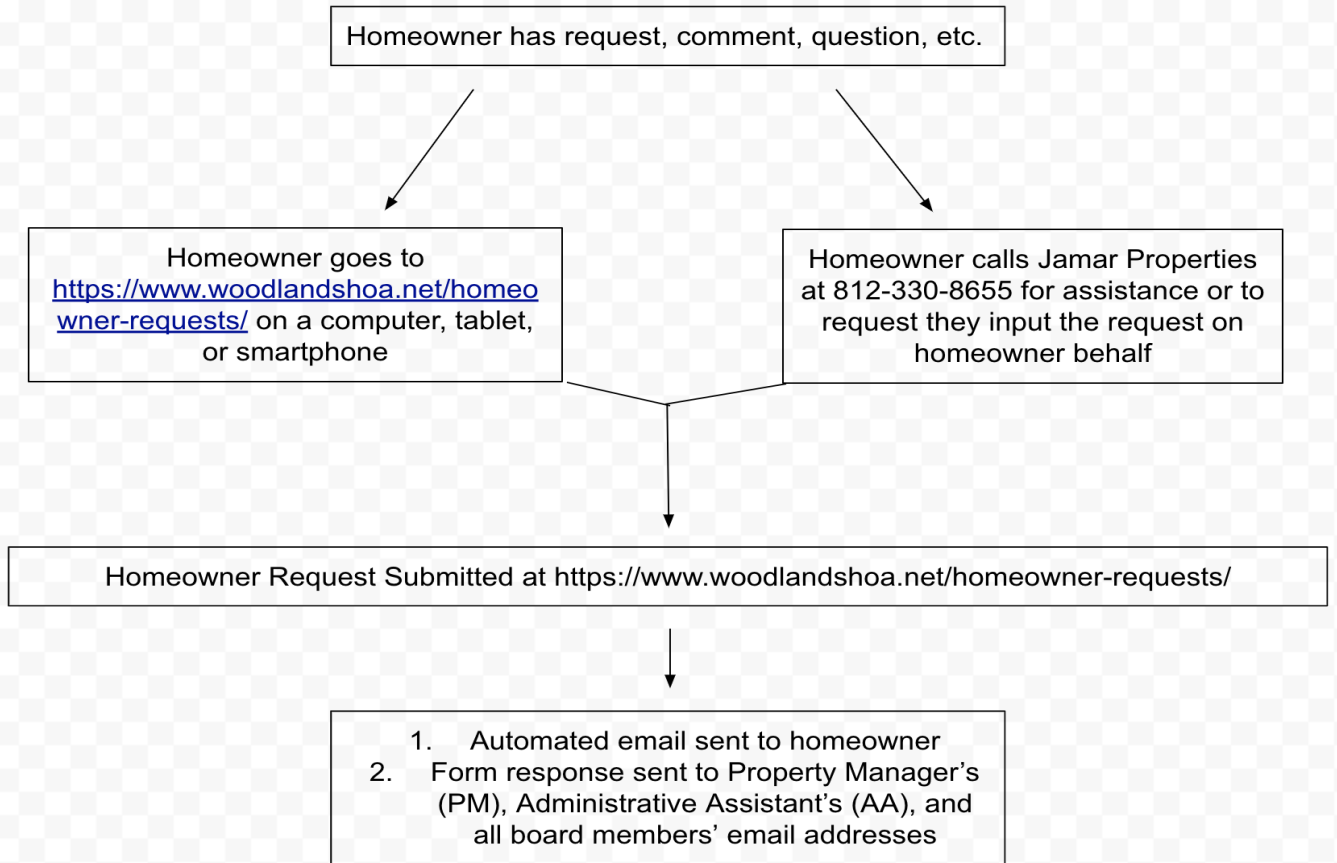 Homeowner has request, comment, question, etc.
Homeowner goes to
https://www.woodlandshoa.net/homeo
wner-requests/ on a computer, tablet,
or smartphone
Homeowner calls Jamar Properties
at 812-330-8655 for assistance or to
request they input the request on
homeowner behalf
Homeowner Request Submitted at https://www.woodlandshoa.net/homeowner-requests/
1. Automated email sent to homeowner
2. Form response sent to Property Manager’s
(PM), Administrative Assistant’s (AA), and
all board members’ email addresses